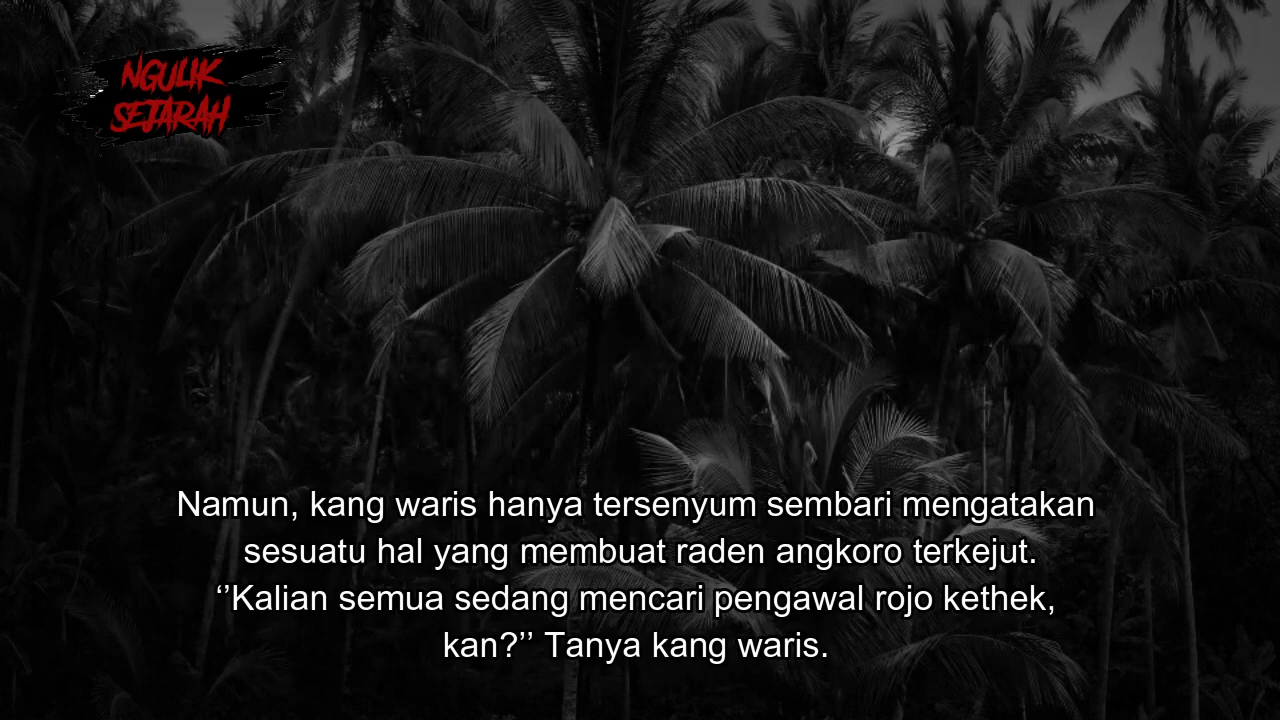 NGULIK
SEJARAH
Namun, kang waris hanya tersenyum sembari mengatakan
sesuatu hal yang membuat raden angkoro terkejut.
‘’Kalian semua sedang mencari pengawal rojo kethek,
kan?’’ Tanya kang waris.